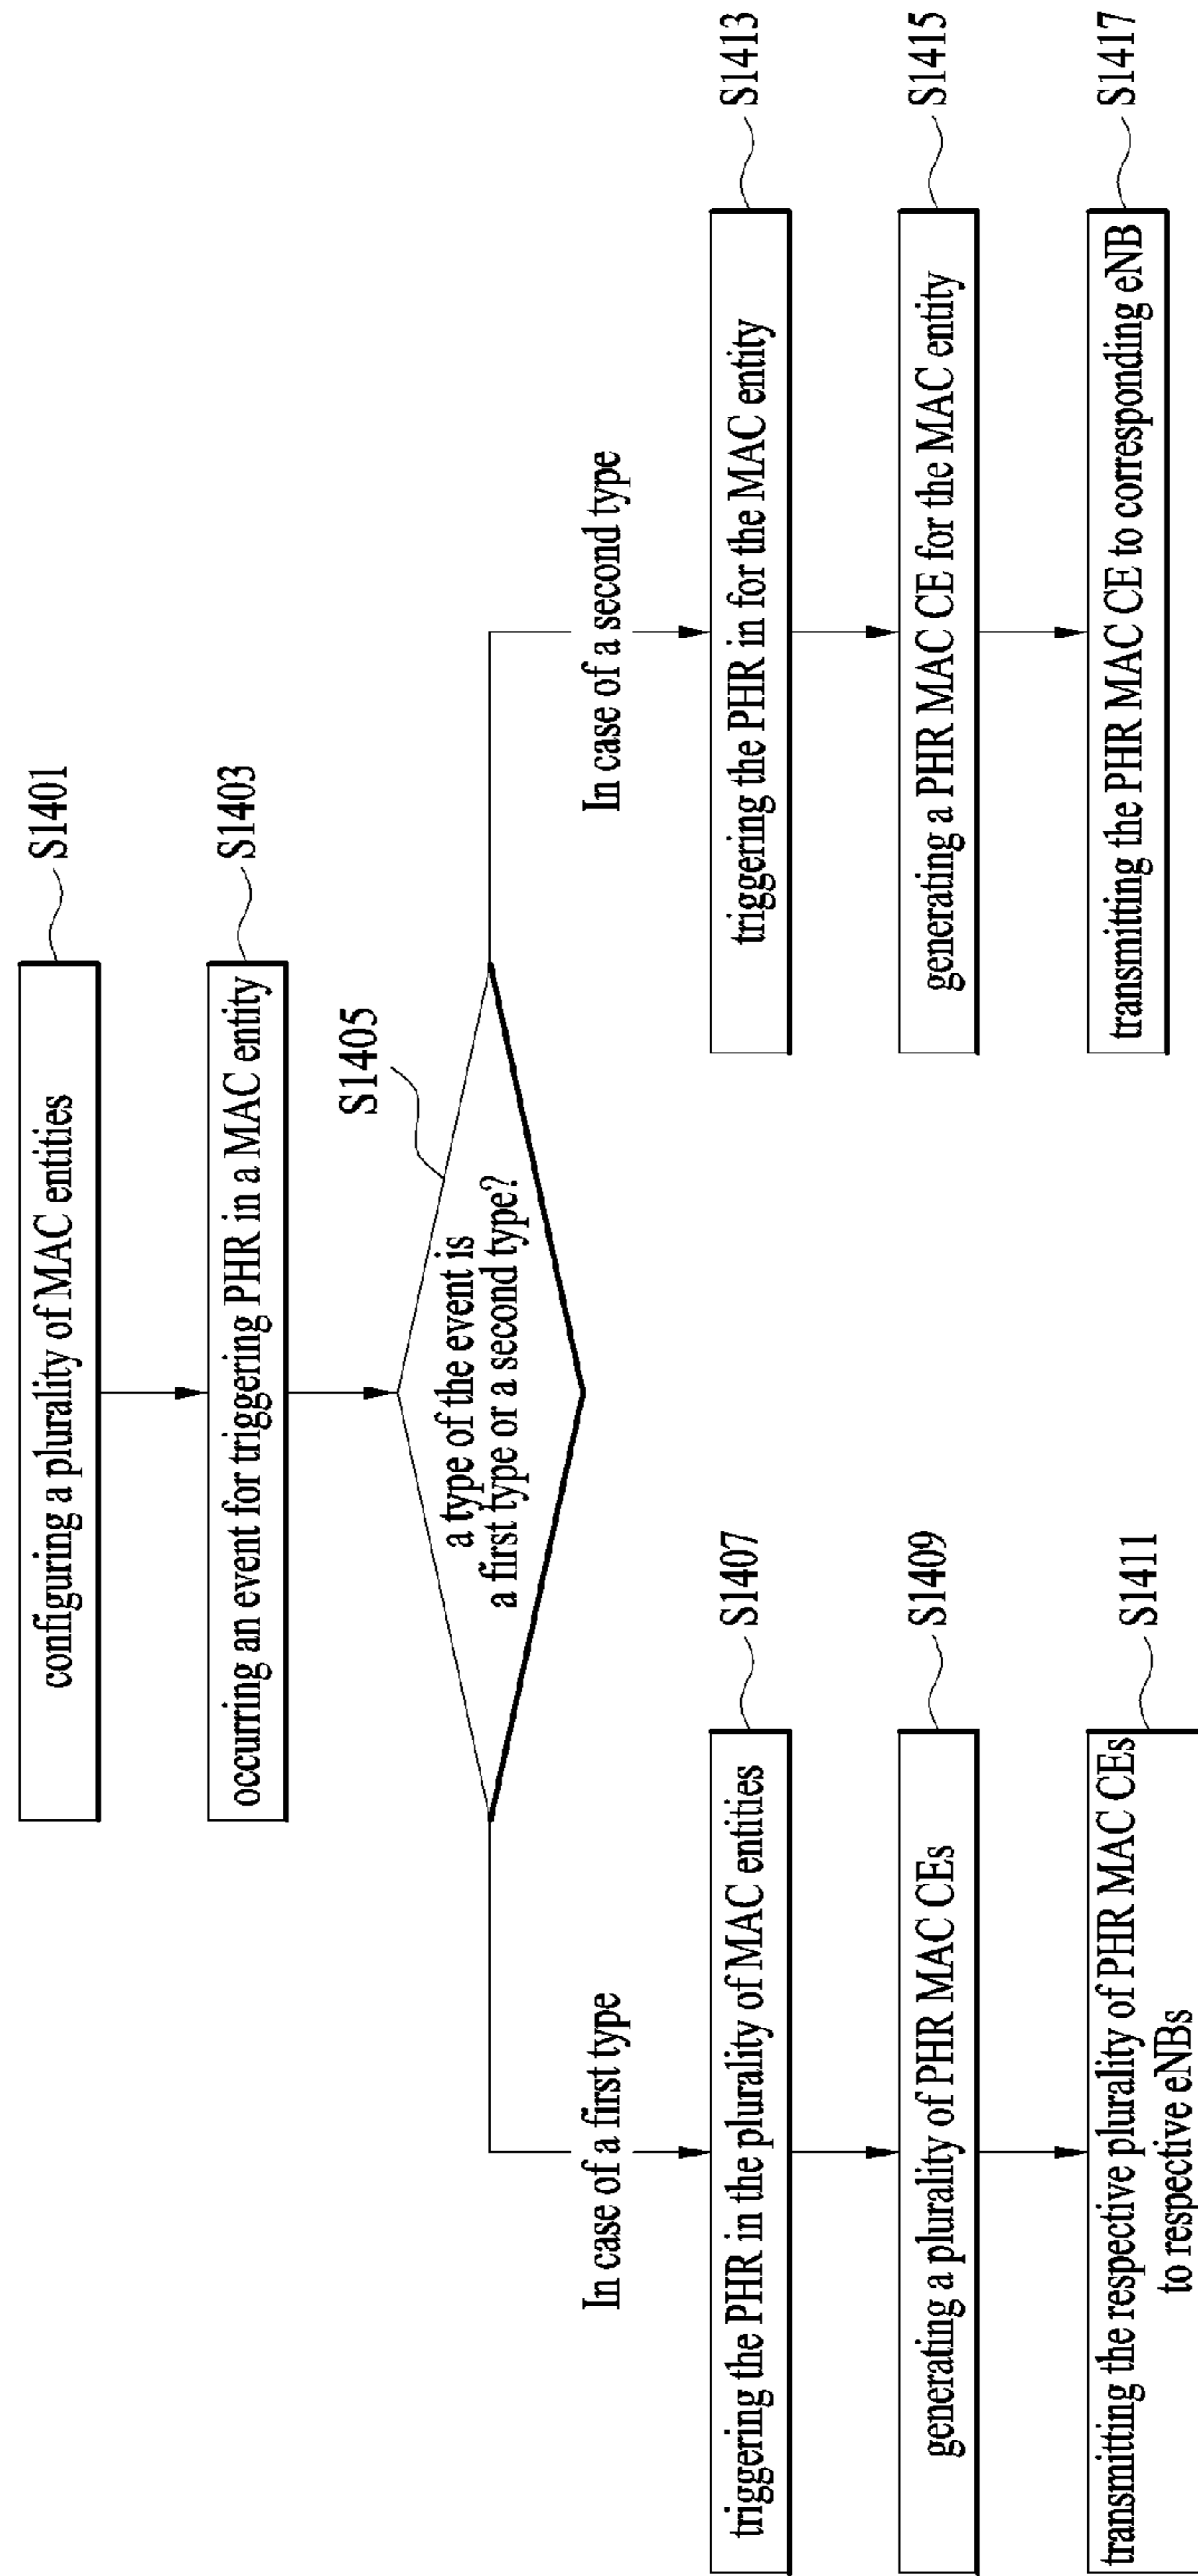 configuring a plurality of MAC entities
S1401
occurring an event for triggering PHR in a MAC entity
S1403
S1405
a type of the event is
a first type or a second type?
In case of a first type
triggering the PHR in the plurality of MAC entities
S1407
generating a plurality of PHR MAC CEs
S1409
transmitting the respective plurality of PHR MAC CEs
to respective eNBs
S1411
In case of a second type
triggering the PHR in for the MAC entity
S1413
generating a PHR MAC CE for the MAC entity
S1415
transmitting the PHR MAC CE to corresponding eNB
S1417